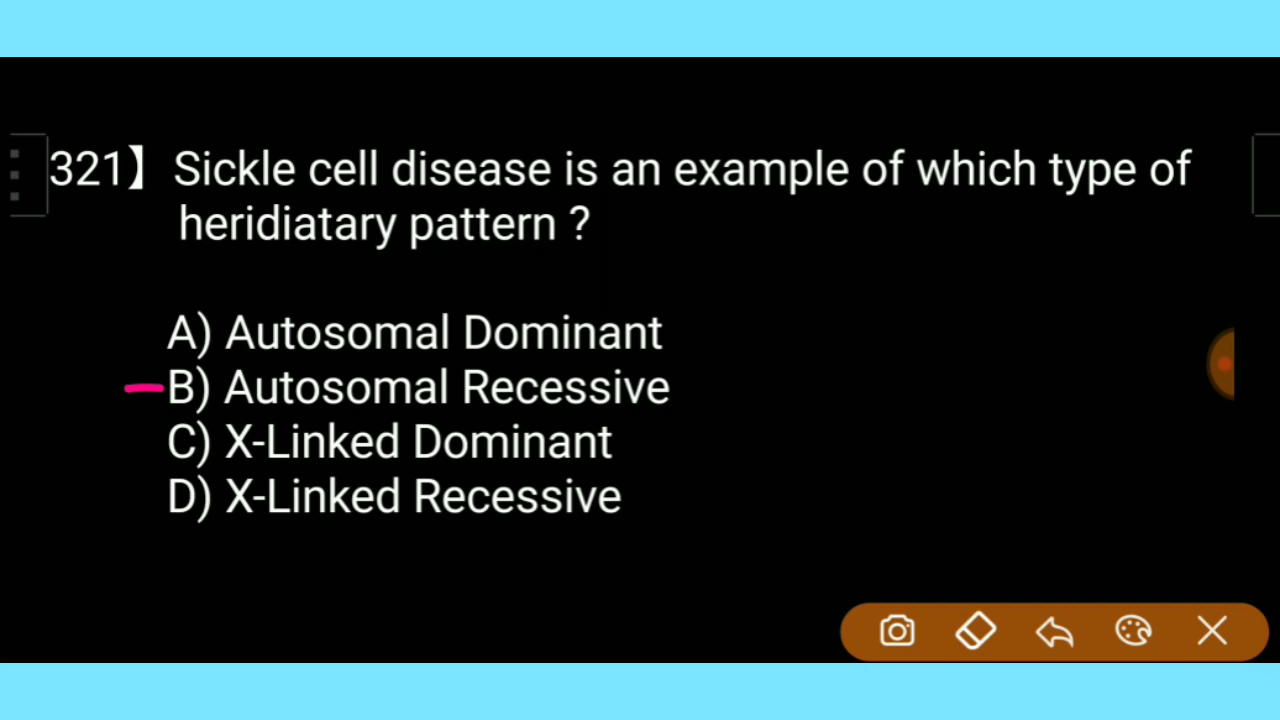 321】 Sickle cell disease is an example of which type of
heridiatary pattern ?
A) Autosomal Dominant
B) Autosomal Recessive
C) X-Linked Dominant
D) X-Linked Recessive